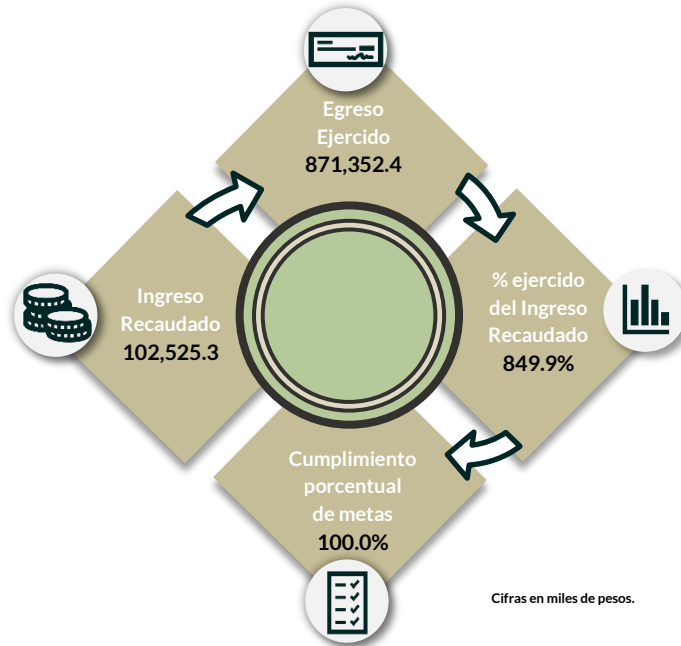 Egreso
Ejercido
871,352.4
Ingreso
Recaudado
102,525.3
% ejercido
del Ingreso
Recaudado
849.9%
Cumplimiento
porcentual
de metas
100.0%
Cifras en miles de pesos.